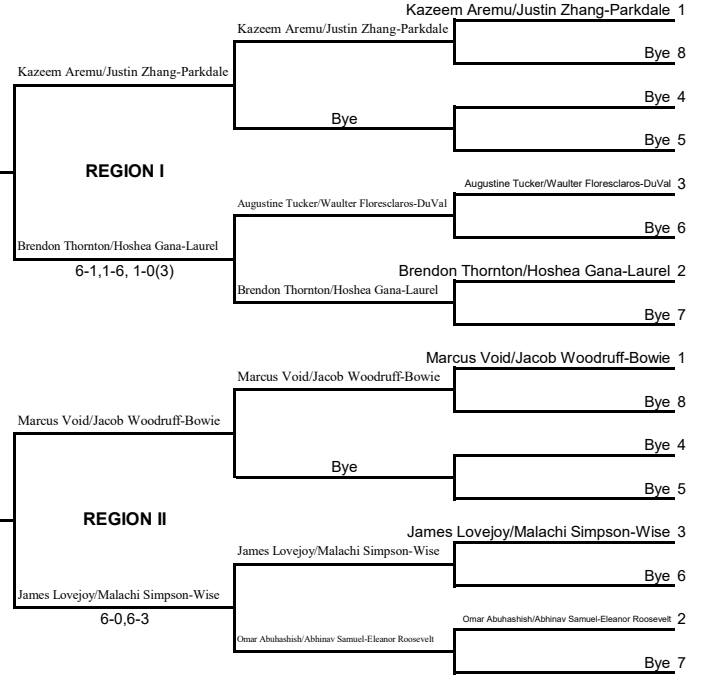 Kazeem Aremu/Justin Zhang-Parkdale 1
Kazeem Aremu/Justin Zhang-Parkdale
Bye 8
Kazeem Aremu/Justin Zhang-Parkdale
Bye 4
Bye
Bye 5
REGION I
Augustine Tucker/Waulter Floresclaros-DuVal 3
Augustine Tucker/Waulter Floresclaros-DuVal
Bye 6
Brendon Thornton/Hoshea Gana-Laurel
6-1,1-6, 1-0(3)
Brendon Thornton/Hoshea Gana-Laurel 2
Brendon Thornton/Hoshea Gana-Laurel
Bye 7
Marcus Void/Jacob Woodruff-Bowie 1
Marcus Void/Jacob Woodruff-Bowie
Bye 8
Marcus Void/Jacob Woodruff-Bowie
Bye 4
Bye
Bye 5
REGION II
James Lovejoy/Malachi Simpson-Wise 3
James Lovejoy/Malachi Simpson-Wise
Bye 6
James Lovejoy/Malachi Simpson-Wise
6-0,6-3
Omar Abuhashish/Abhinav Samuel-Eleanor Roosevelt 2
Omar Abuhashish/Abhinav Samuel-Eleanor Roosevelt
Bye 7